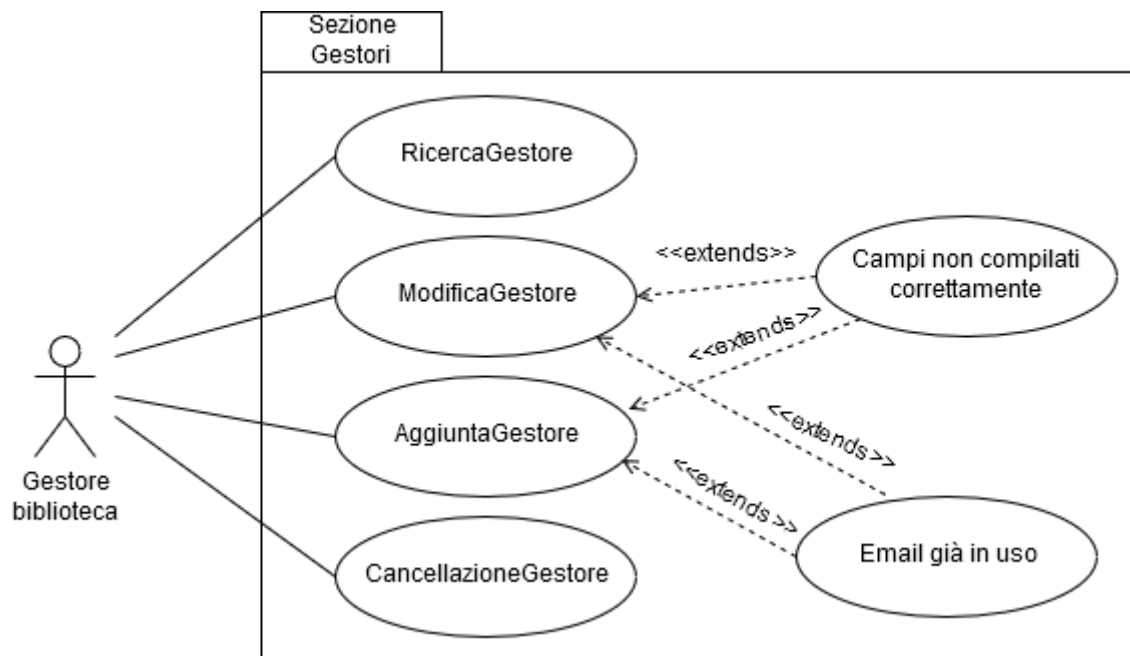 Sezione
Gestori
RicercaGestore
ModificaGestore
<<extends>>
Campi non compilati
correttamente
<<extends>>
AggiuntaGestore
<<extends>>
<<extends>>
Gestore
biblioteca
CancellazioneGestore
Email già in uso